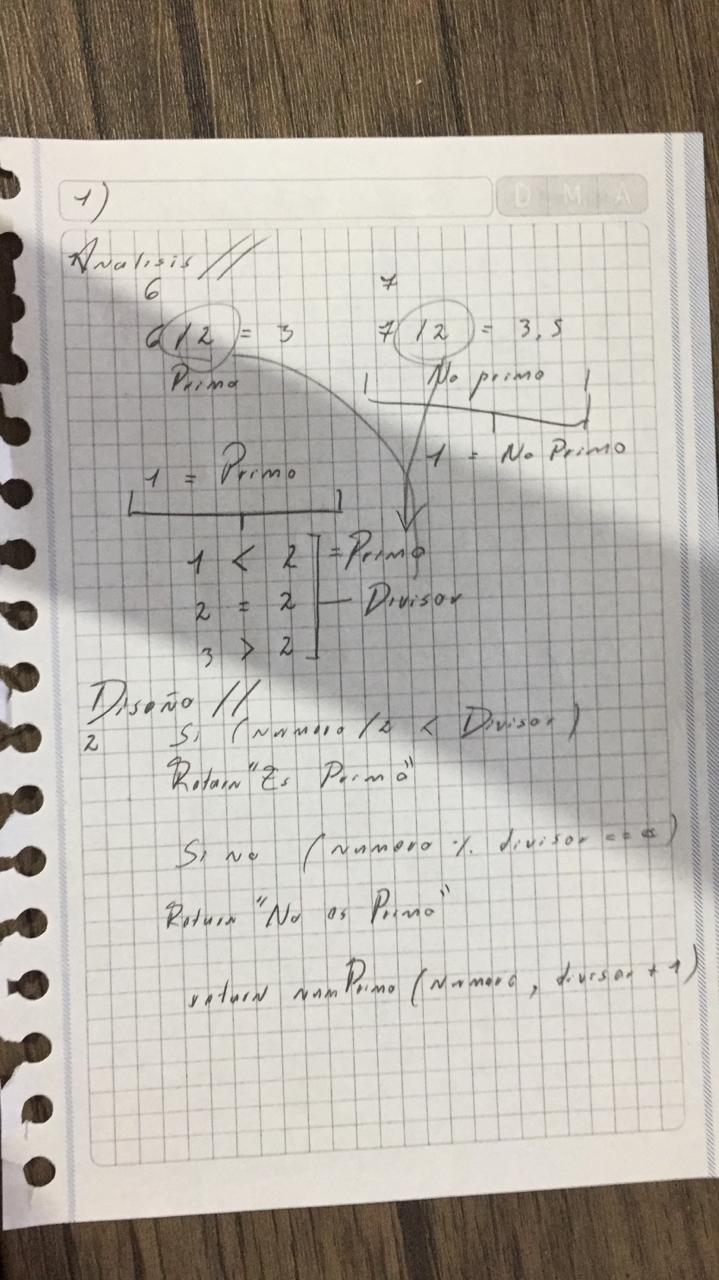 1)
D M A
Analisis //
6 7
6 /2 = 3 7 /2 = 3,5
Primo No primo
1 = No Primo
1 = Primo
1 < 2 = Primo
2 = 2 — Divisor
3 > 2
Diseño //
2 Si (numero /2 < Divisor)
Return "Es Primo"
Si no (numero % divisor ==
Return "No es Primo"
return numPrimo (numero, divisor + 1)